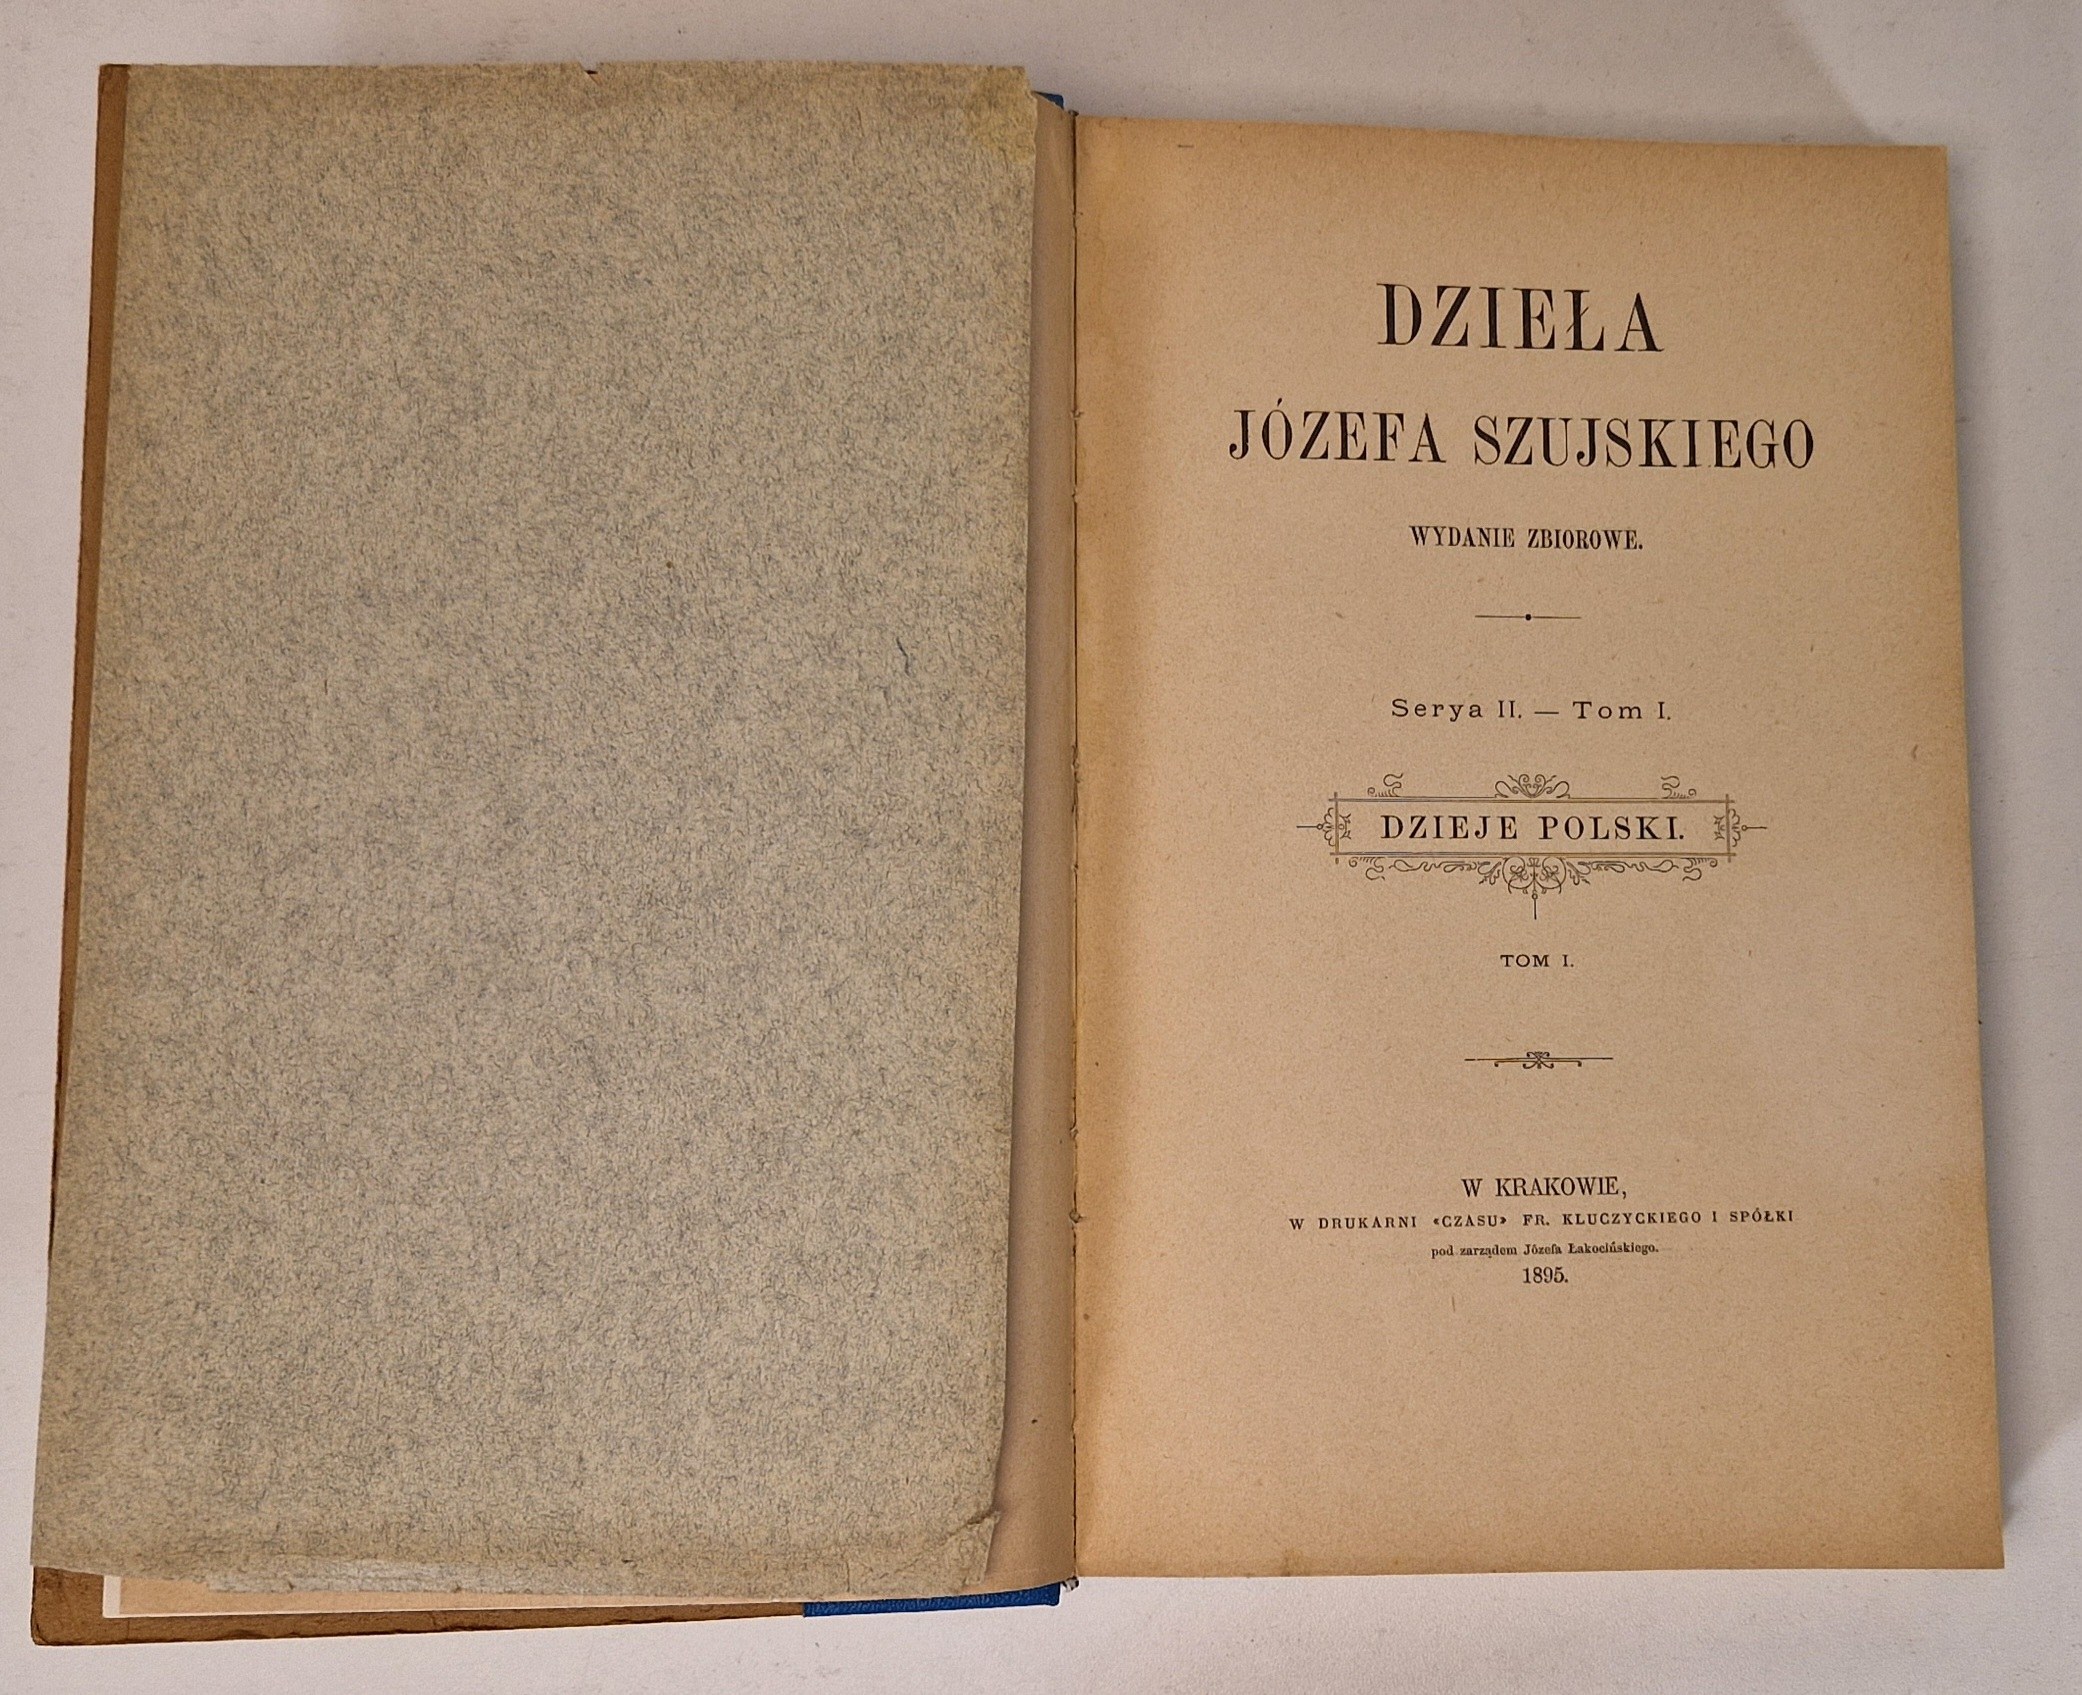 DZIEŁA
JÓZEFA SZUJSKIEGO
WYDANIE ZBIOROWE.
Serya II. — Tom I.
DZIEJE POLSKI.
TOM I.
W KRAKOWIE,
W DRUKARNI «CZASU» FR. KLUCZYCKIEGO I SPÓŁKI
pod zarządem Józefa Łakocińskiego.
1895.